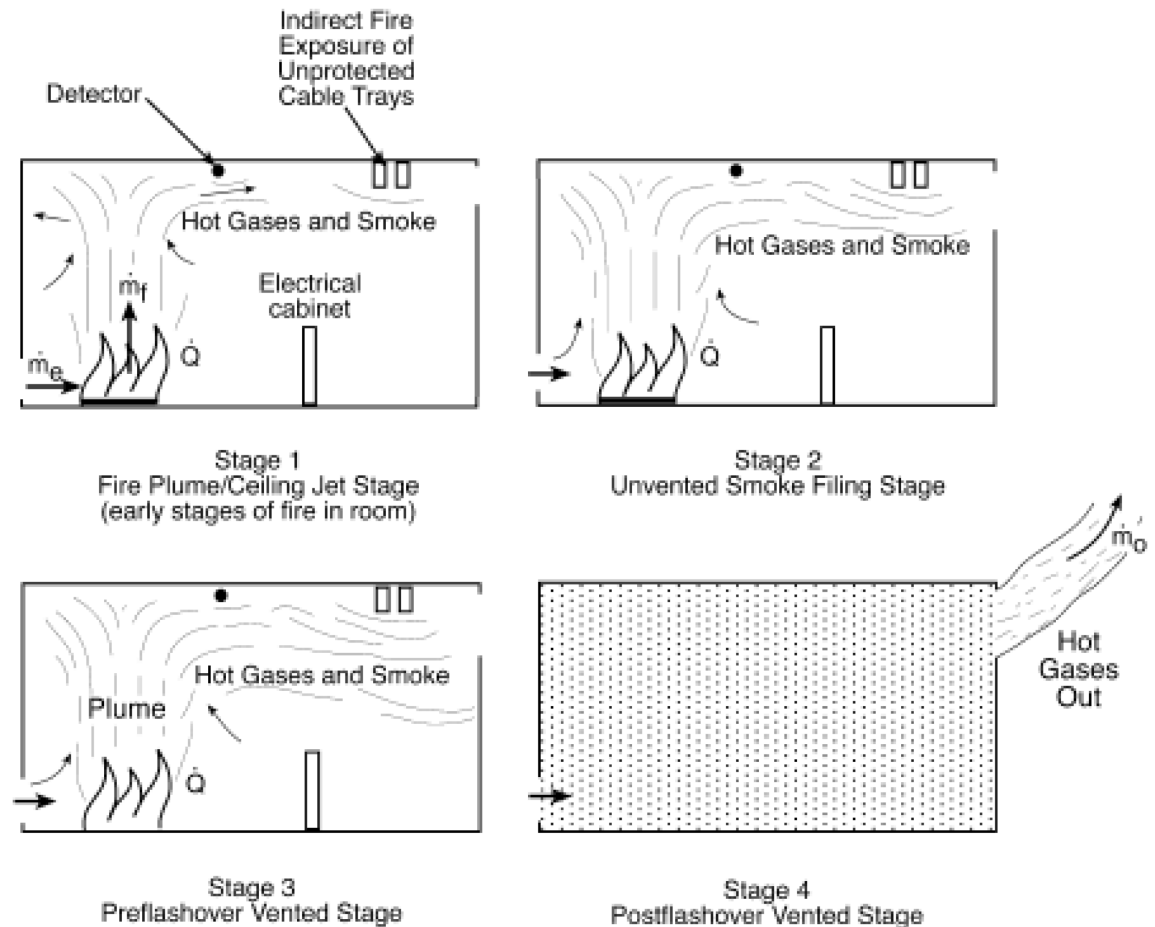 Indirect Fire
Exposure of
Unprotected
Cable Trays
Detector
Hot Gases and Smoke
ṁf
Electrical
cabinet
Q̇
ṁe
Stage 1
Fire Plume/Ceiling Jet Stage
(early stages of fire in room)
Hot Gases and Smoke
Q̇
Stage 2
Unvented Smoke Filing Stage
Hot Gases and Smoke
Plume
Q̇
Stage 3
Preflashover Vented Stage
ṁo
Hot
Gases
Out
Stage 4
Postflashover Vented Stage